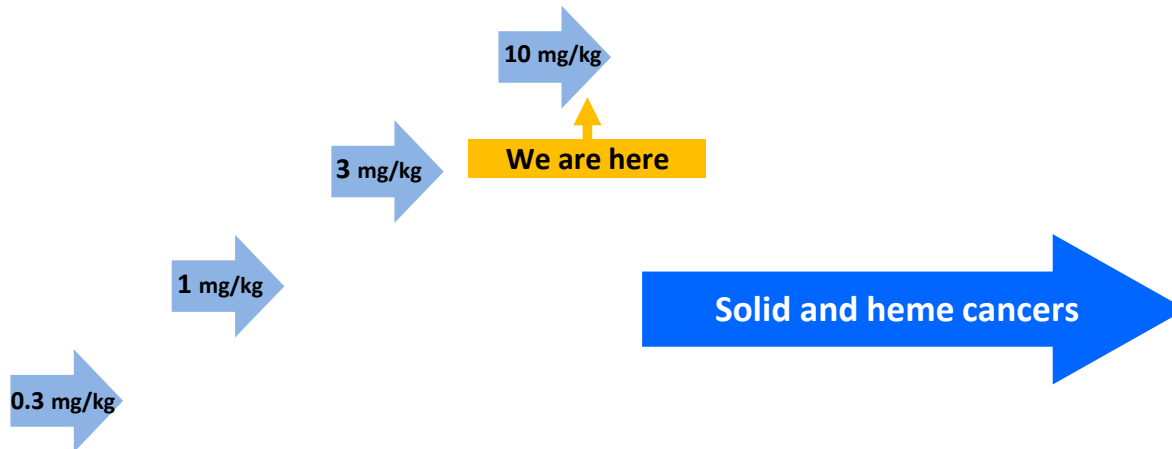 10 mg/kg
We are here
3 mg/kg
1 mg/kg
Solid and heme cancers
0.3 mg/kg